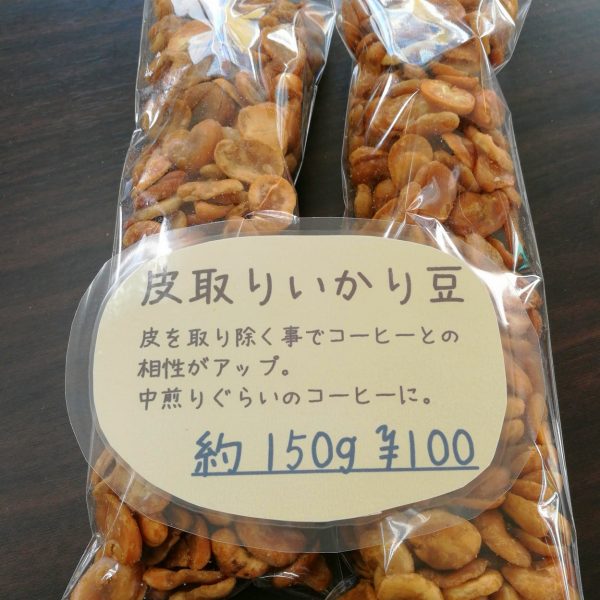 皮取りいかり豆
皮を取り除く事でコーヒーとの
相性がアップ。
中煎りぐらいのコーヒーに。
約150g ¥100